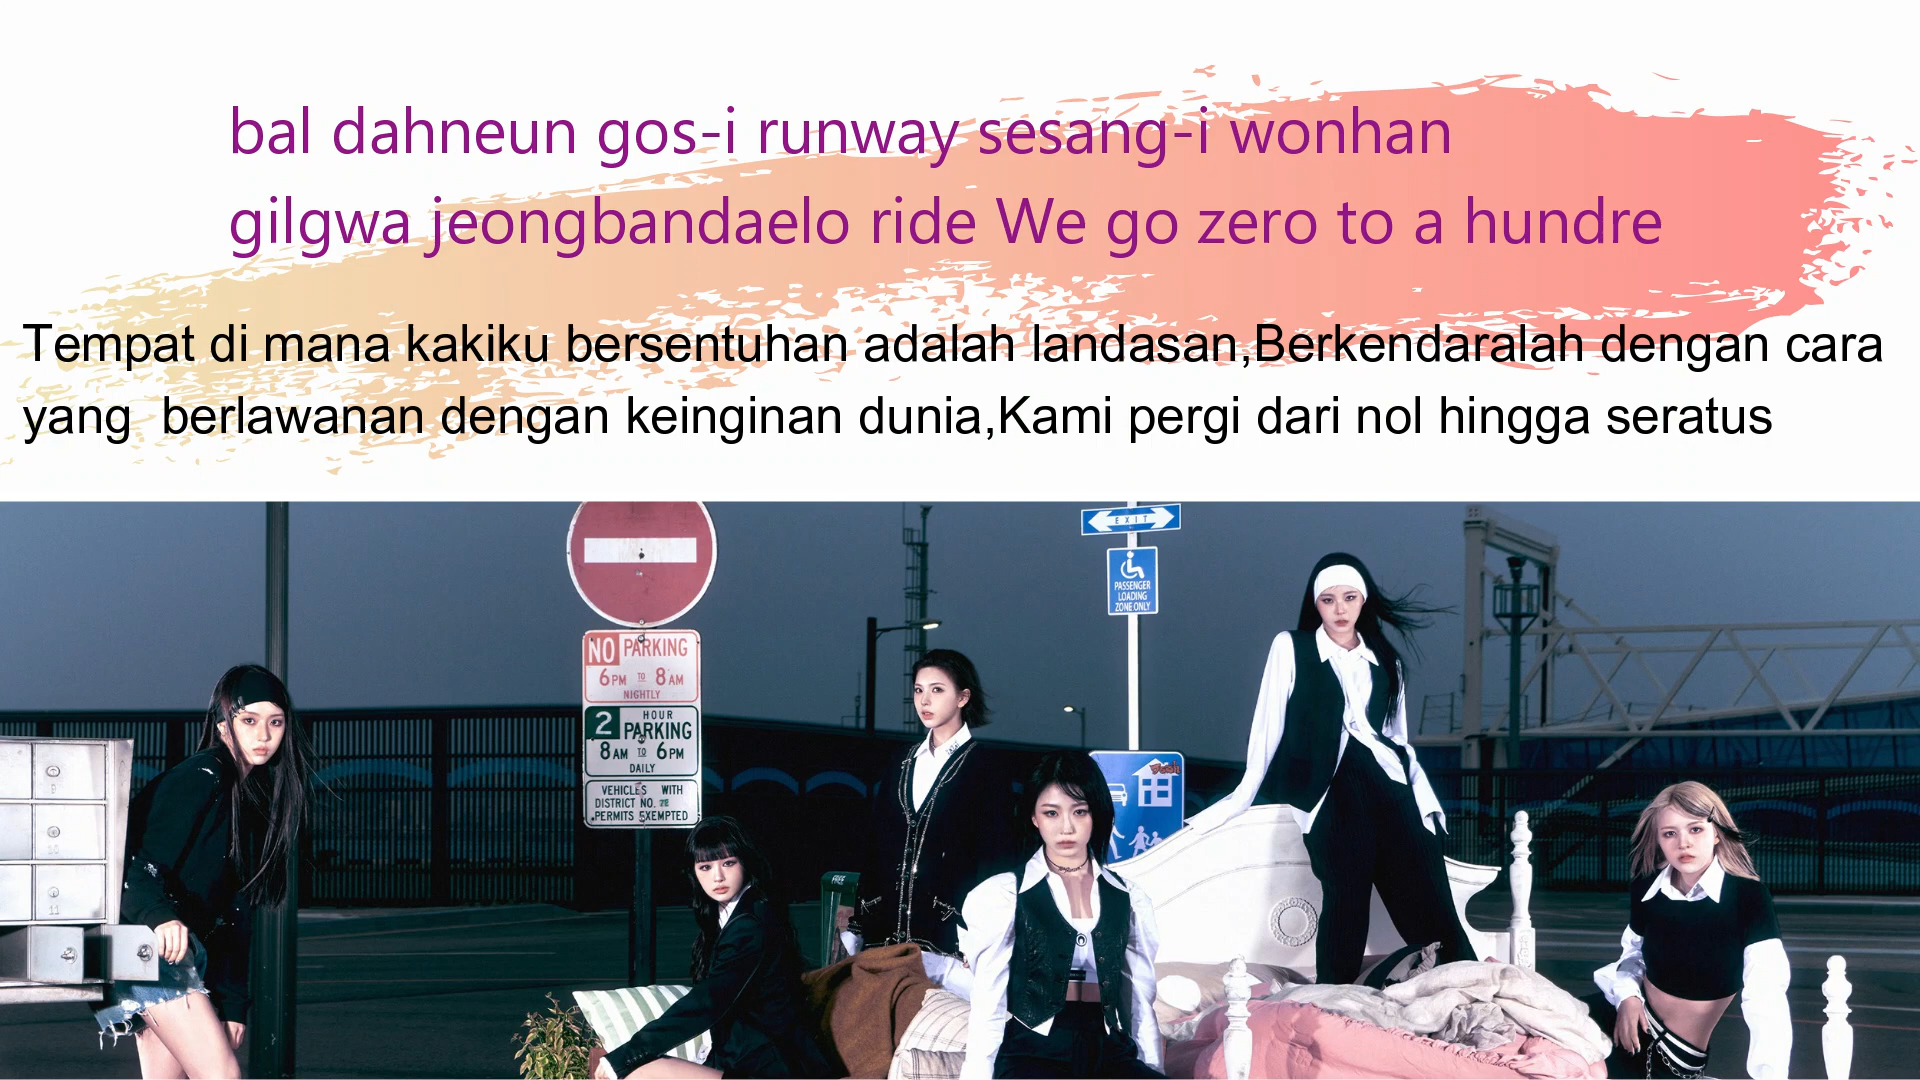 bal dahneun gos-i runway sesang-i wonhan
gilgwa jeongbandaelo ride We go zero to a hundre
Tempat di mana kakiku bersentuhan adalah landasan,Berkendaralah dengan cara
yang  berlawanan dengan keinginan dunia,Kami pergi dari nol hingga seratus
EXIT
PASSENGER
LOADING
ZONE ONLY
NO PARKING
6PM TO 8AM
NIGHTLY
2 HOUR
PARKING
8AM TO 6PM
DAILY
VEHICLES WITH
DISTRICT NO.
PERMITS EXEMPTED
FREE
11